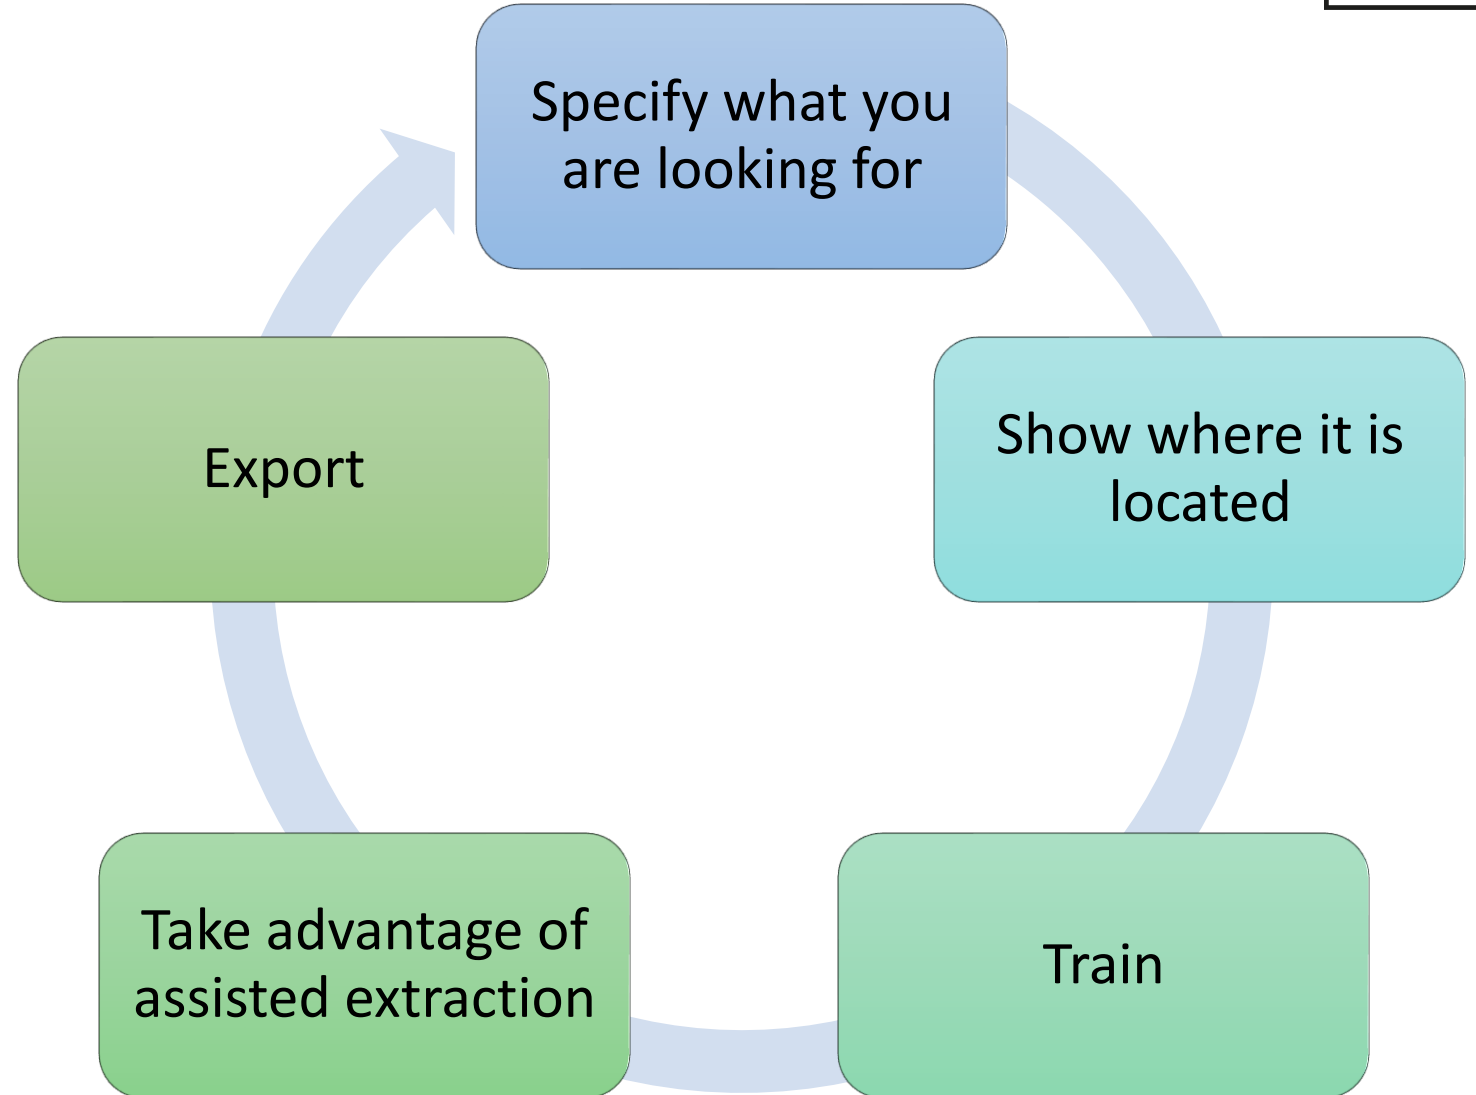 Specify what you
are looking for
Show where it is
located
Train
Take advantage of
assisted extraction
Export